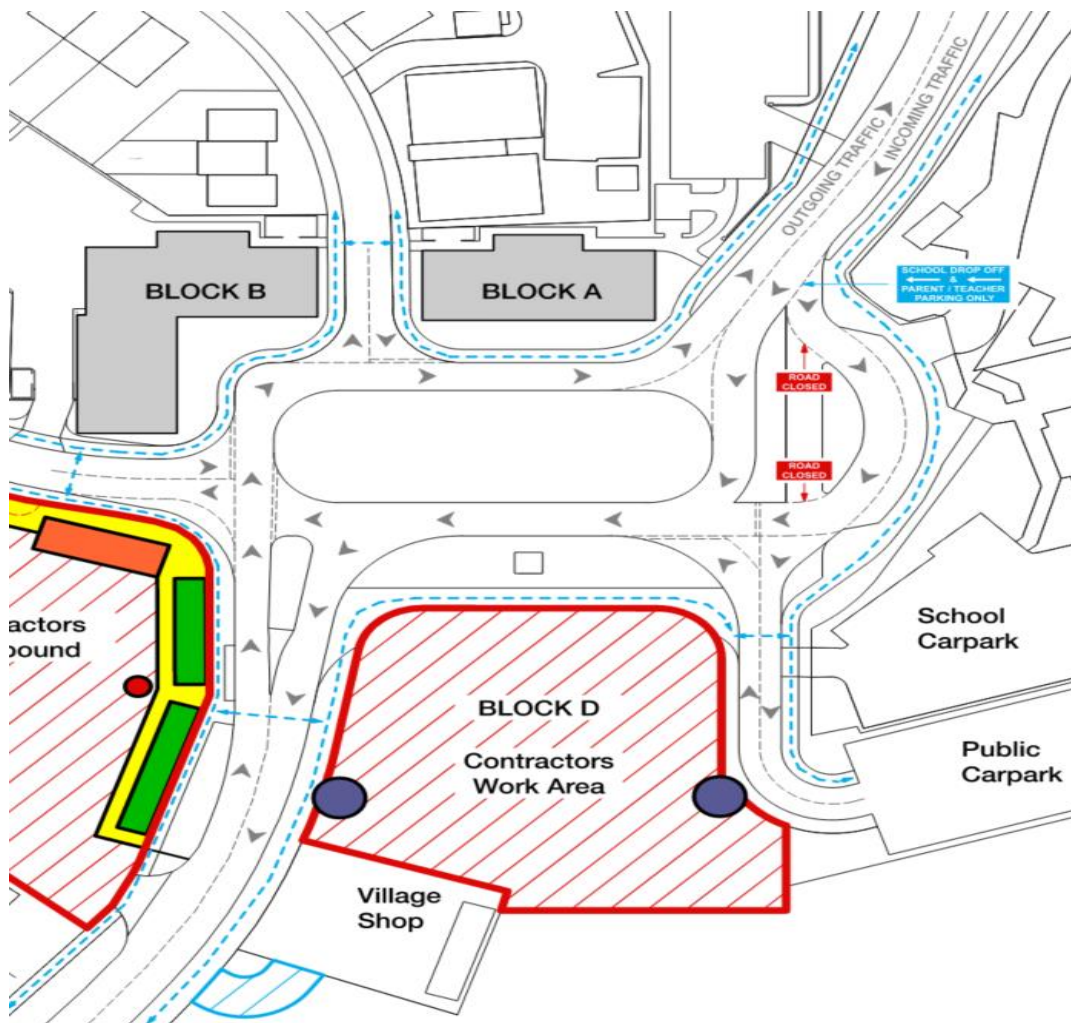 OUTGOING TRAFFIC
INCOMING TRAFFIC
SCHOOL DROP OFF
&
PARENT / TEACHER
PARKING ONLY
BLOCK B
BLOCK A
ROAD
CLOSED
ROAD
CLOSED
actors
pound
School
Carpark
BLOCK D
Contractors
Work Area
Public
Carpark
Village
Shop